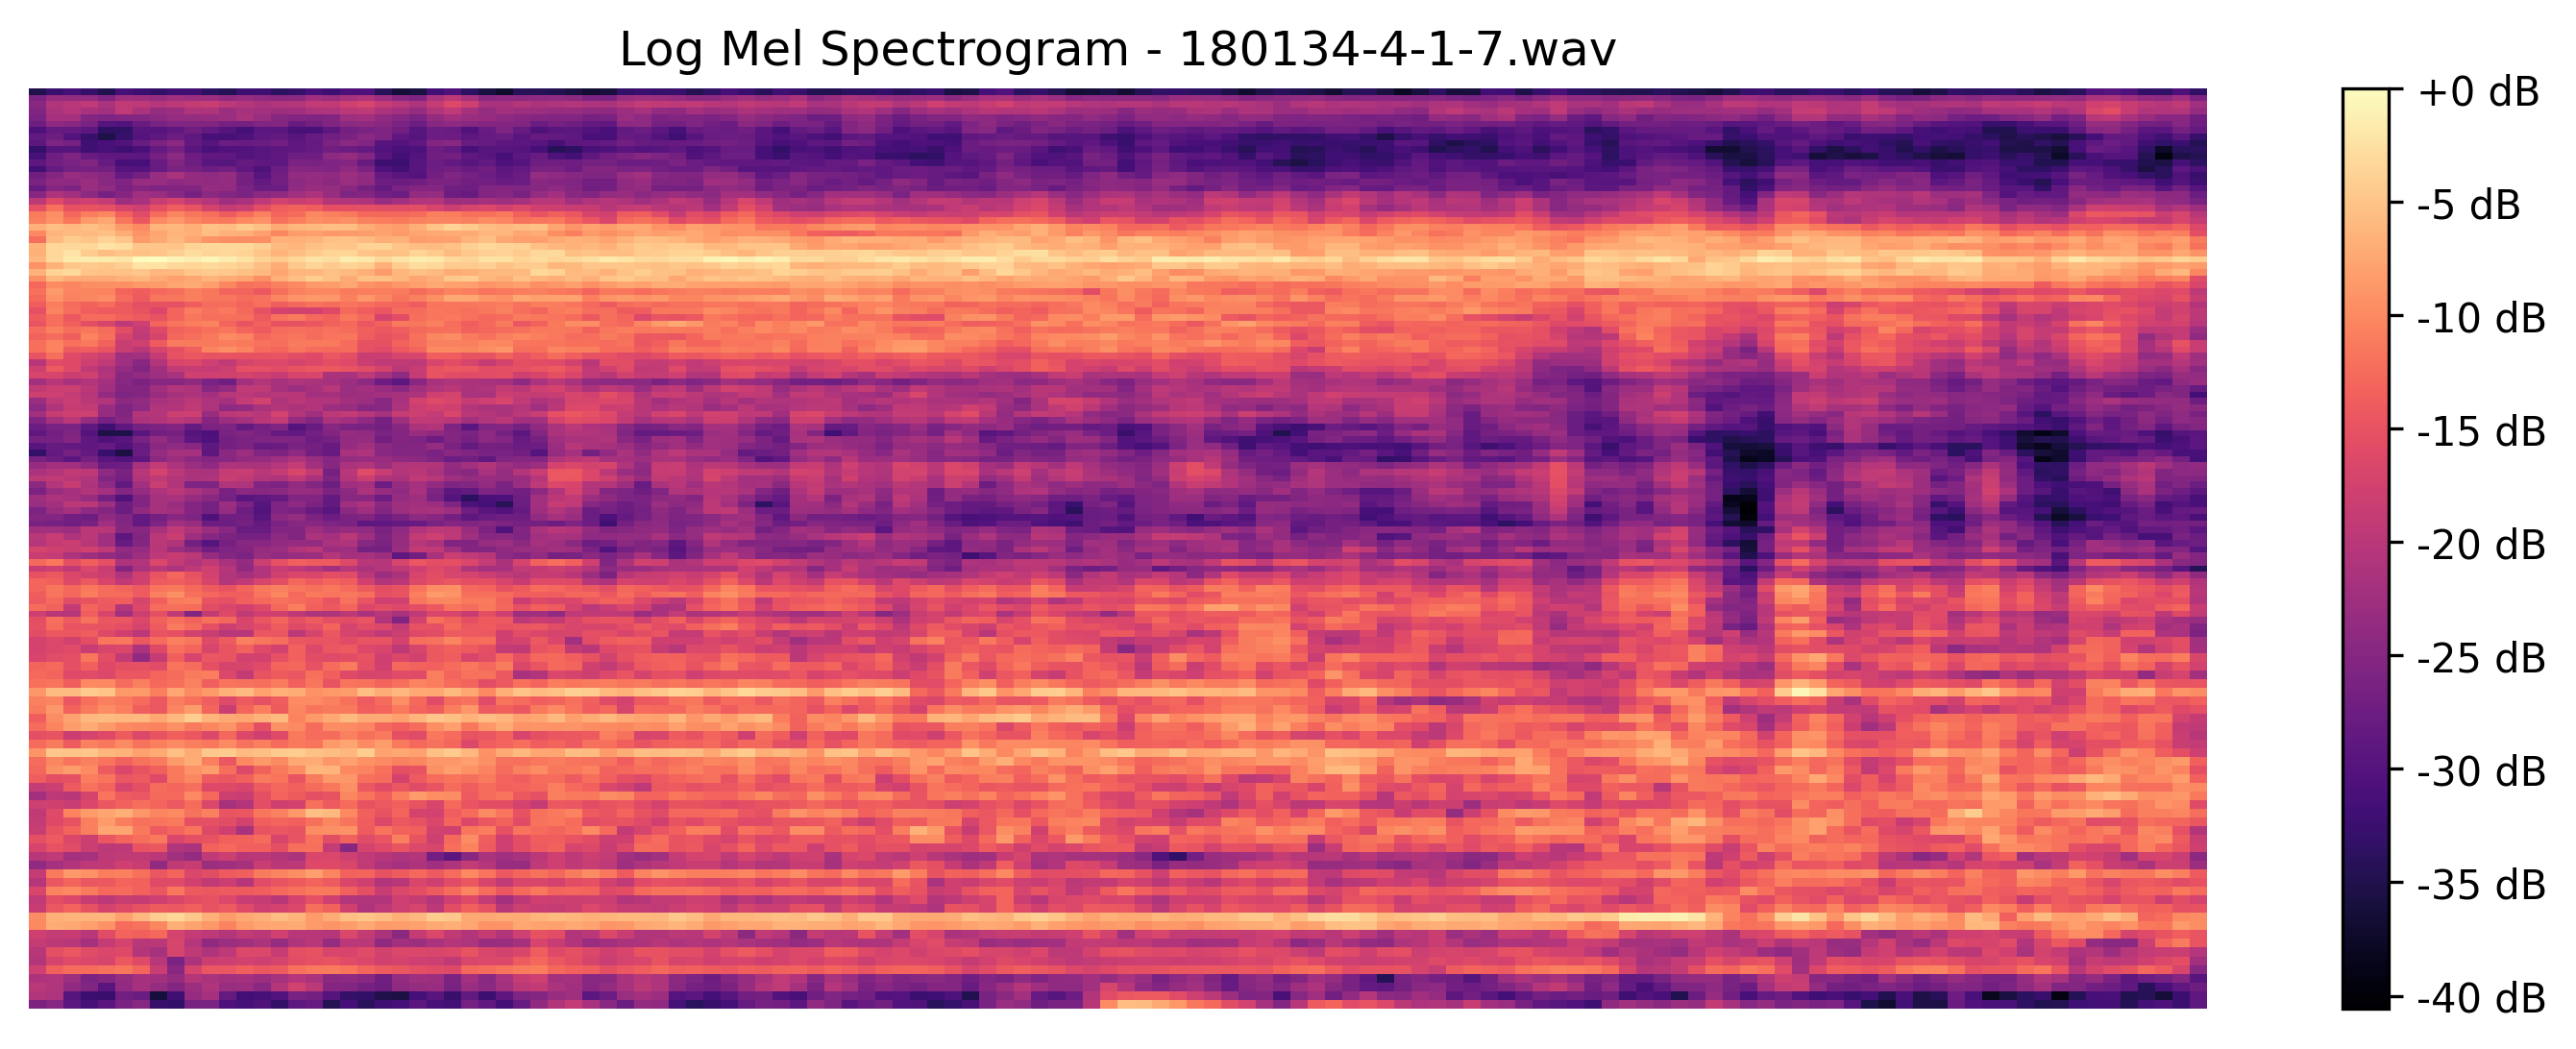 Log Mel Spectrogram - 180134-4-1-7.wav
+0 dB
-5 dB
-10 dB
-15 dB
-20 dB
-25 dB
-30 dB
-35 dB
-40 dB